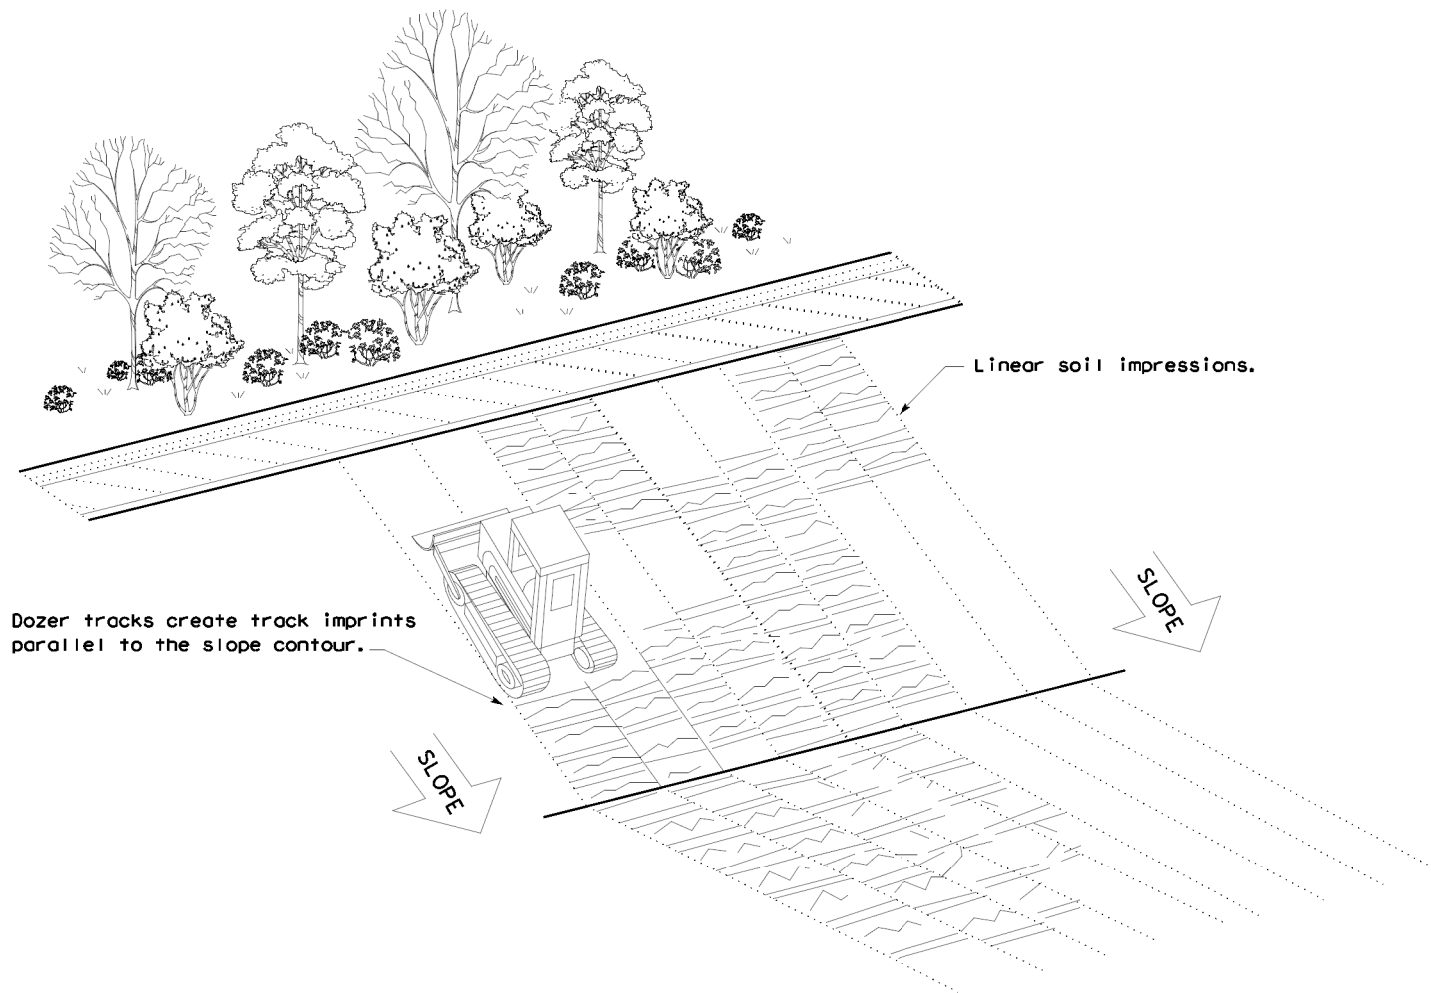 Linear soil impressions.
Dozer tracks create track imprints
parallel to the slope contour.
SLOPE
SLOPE